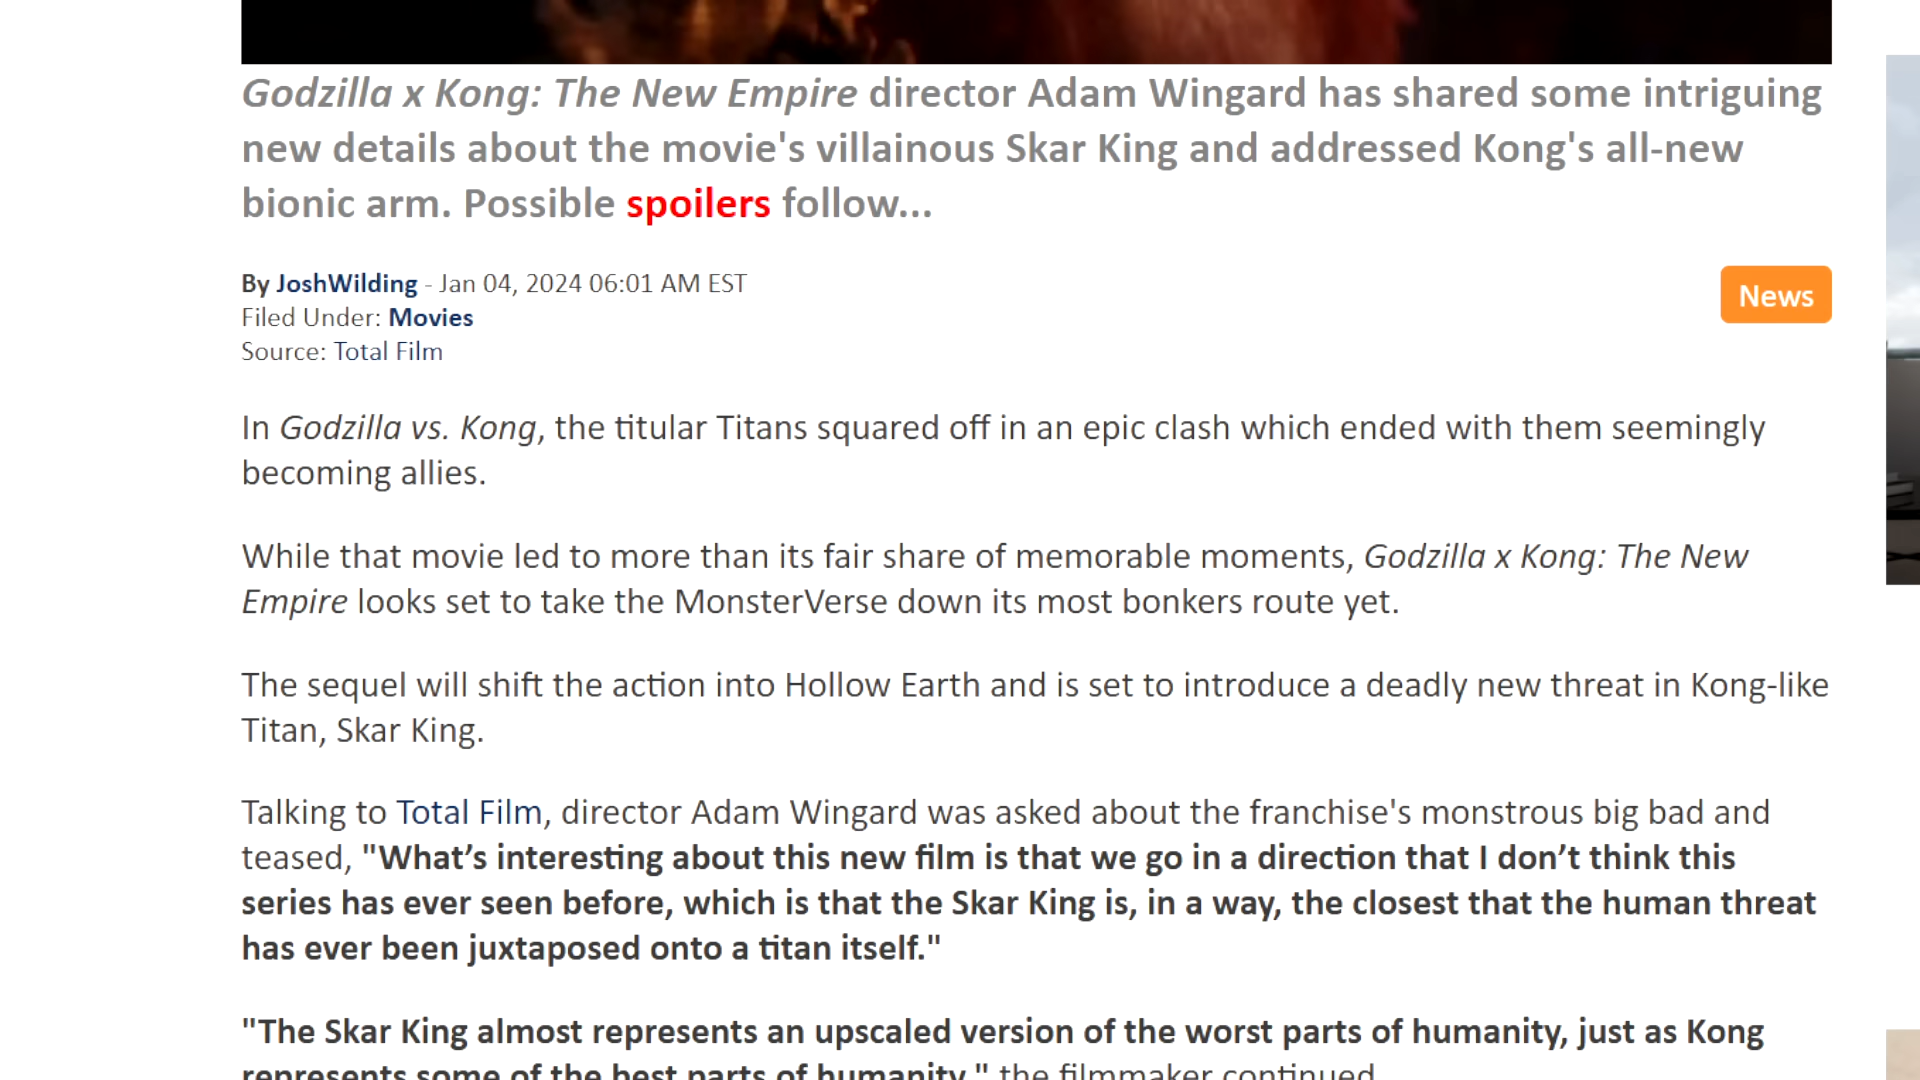 Godzilla x Kong: The New Empire director Adam Wingard has shared some intriguing
new details about the movie's villainous Skar King and addressed Kong's all-new
bionic arm. Possible spoilers follow...
By JoshWilding - Jan 04, 2024 06:01 AM EST
Filed Under: Movies
Source: Total Film
News
In Godzilla vs. Kong, the titular Titans squared off in an epic clash which ended with them seemingly
becoming allies.
While that movie led to more than its fair share of memorable moments, Godzilla x Kong: The New
Empire looks set to take the MonsterVerse down its most bonkers route yet.
The sequel will shift the action into Hollow Earth and is set to introduce a deadly new threat in Kong-like
Titan, Skar King.
Talking to Total Film, director Adam Wingard was asked about the franchise's monstrous big bad and
teased, "What’s interesting about this new film is that we go in a direction that I don’t think this
series has ever seen before, which is that the Skar King is, in a way, the closest that the human threat
has ever been juxtaposed onto a titan itself."
"The Skar King almost represents an upscaled version of the worst parts of humanity, just as Kong
represents some of the best parts of humanity," the filmmaker continued.